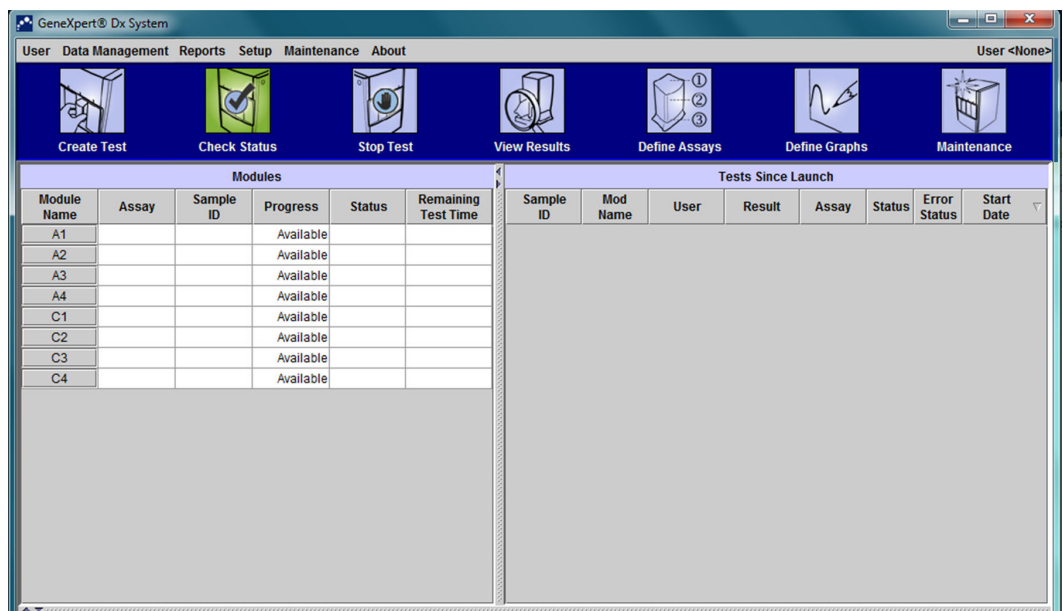 GeneXpert® Dx System
User Data Management Reports Setup Maintenance About User <None>
① 
②
③
Create Test Check Status Stop Test View Results Define Assays Define Graphs Maintenance
Modules Tests Since Launch
Module Name Assay Sample ID Progress Status Remaining Test Time Sample ID Mod Name User Result Assay Status Error Status Start Date
A1 Available
A2 Available
A3 Available
A4 Available
C1 Available
C2 Available
C3 Available
C4 Available